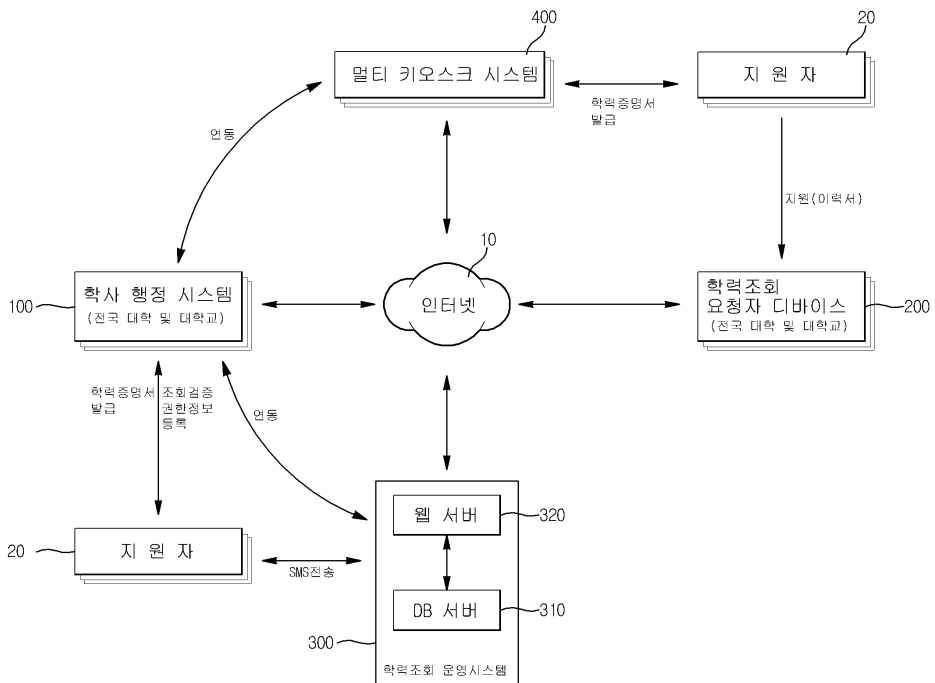 400
20
멀티 키오스크 시스템
지 원 자
학력증명서
발급
연동
지원(이력서)
10
인터넷
100
학사 행정 시스템
(전국 대학 및 대학교)
학력조회
요청자 디바이스
(전국 대학 및 대학교)
200
학력증명서
발급
조회검증
권한정보
등록
연동
웹 서버
320
20
지 원 자
SMS전송
DB 서버
310
300
학력조회 운영시스템